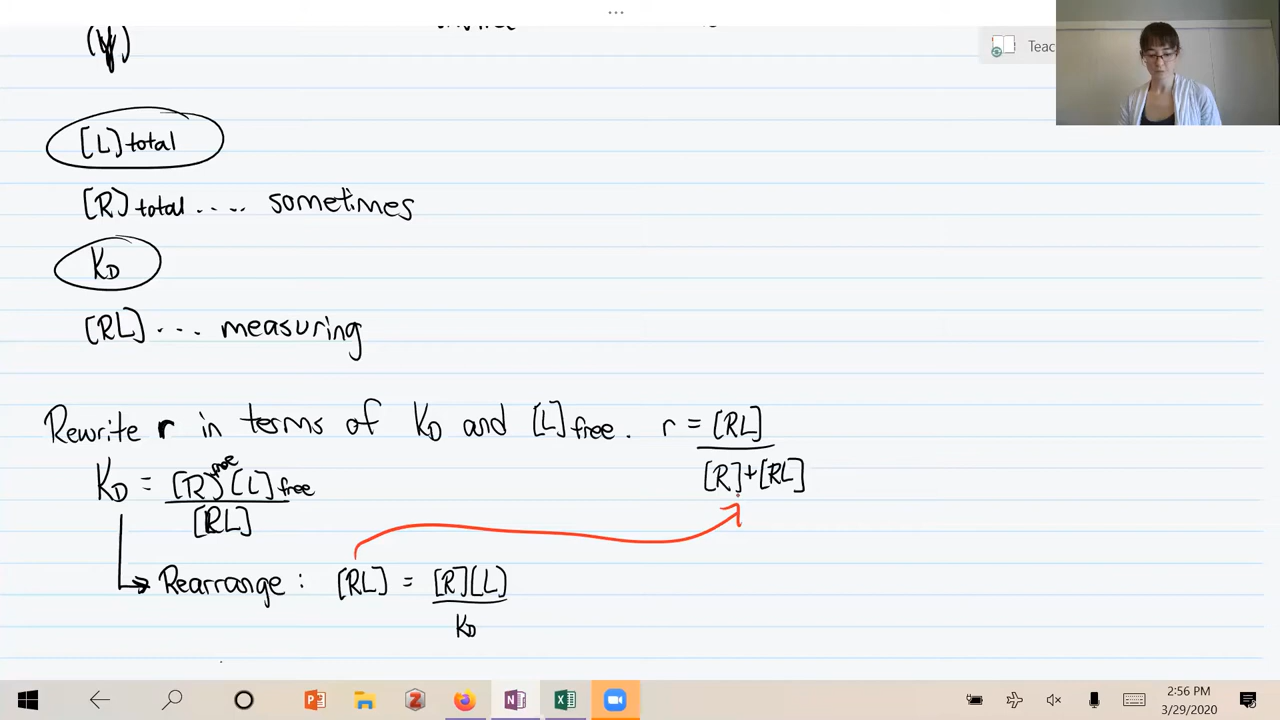 (Ψ)
Teac
[L] total
[R] total .... sometimes
KD
[RL] ... measuring
Rewrite r in terms of KD and [L] free. r = [RL] / [R]+[RL]
KD = [R]free [L] free / [RL]
Rearrange: [RL] = [R][L] / KD
2:56 PM
3/29/2020